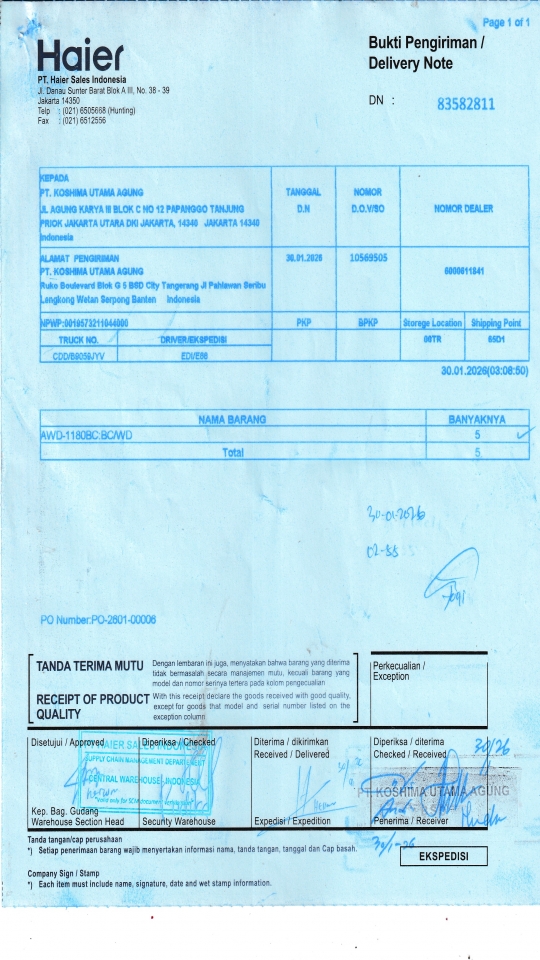 Page 1 of 1
Haier
Bukti Pengiriman /
Delivery Note
PT. Haier Sales Indonesia
Jl. Danau Sunter Barat Blok A III, No. 38 - 39
Jakarta 14350
Telp : (021) 6505668 (Hunting)
Fax : (021) 6512556
DN : 83582811
KEPADA
PT. KOSHIMA UTAMA AGUNG
JL AGUNG KARYA III BLOK C NO 12 PAPANGGO TANJUNG
PRIOK JAKARTA UTARA DKI JAKARTA, 14340 JAKARTA 14340
Indonesia
TANGGAL
D.N
NOMOR
D.O.V/SO
NOMOR DEALER
ALAMAT PENGIRIMAN
PT. KOSHIMA UTAMA AGUNG
Ruko Boulevard Blok G 5 BSD City Tangerang Jl Pahlawan Seribu
Lengkong Wetan Serpong Banten Indonesia
30.01.2026
10569505
NPWP:
PKP
BPKP
Storage Location
Shipping Point
TRUCK NO.
DRIVER/EKSPEDISI
CDD/B9059JYV
30.01.2026(03:08:50)
NAMA BARANG
BANYAKNYA
AWD-1180BC:BC/WD
5
Total
5
30-01-2026
02-55
Yogi
PO Number:PO-2601-00006
TANDA TERIMA MUTU
Dengan lembaran ini juga, menyatakan bahwa barang yang diterima
tidak bermasalah secara manajemen mutu, kecuali barang yang
model dan nomor serinya tertera pada kolom pengecualian
RECEIPT OF PRODUCT
QUALITY
With this receipt declare the goods received with good quality,
except for goods that model and serial number listed on the
exception column
Perkecualian /
Exception
Disetujui / Approved
Diperiksa / Checked
Diterima / dikirimkan
Received / Delivered
Diperiksa / diterima
Checked / Received
HAIER SALES INDONESIA
SUPPLY CHAIN MANAGEMENT DEPARTMENT
CENTRAL WAREHOUSE INDONESIA
PT KOSHIMA UTAMA AGUNG
Kep. Bag. Gudang
Warehouse Section Head
Security Warehouse
Expedisi / Expedition
Penerima / Receiver
Tanda tangan/cap perusahaan
*) Setiap penerimaan barang wajib menyertakan informasi nama, tanda tangan, tanggal dan Cap basah.
EKSPEDISI
Company Sign / Stamp
*) Each item must include name, signature, date and wet stamp information.